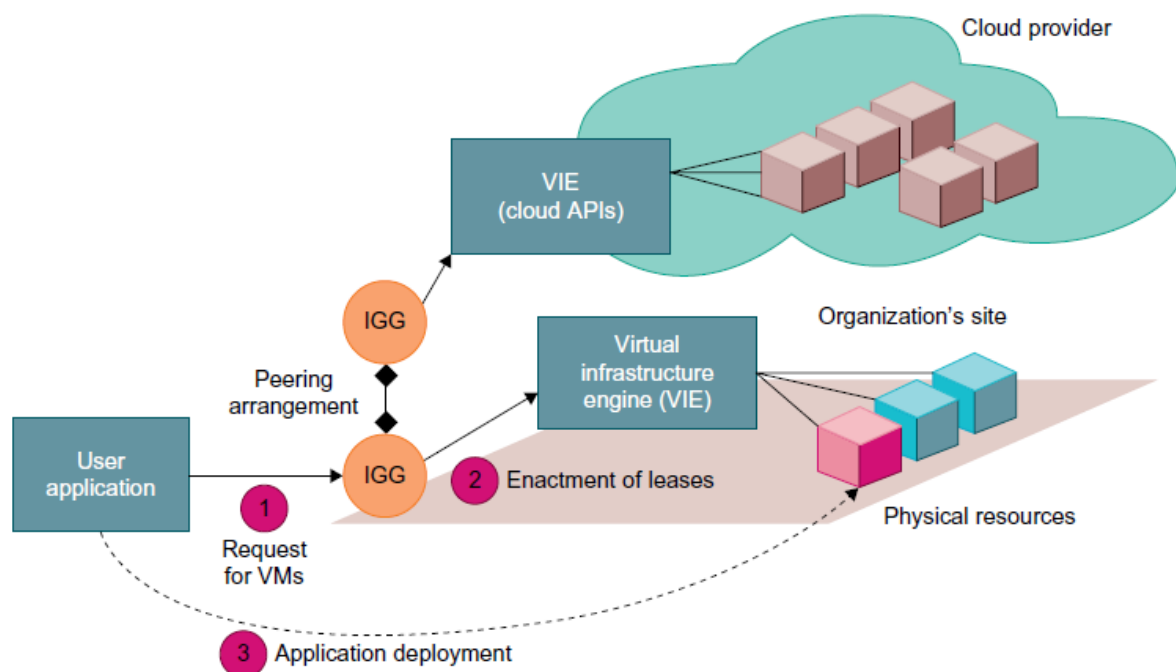 Cloud provider
VIE
(cloud APIs)
IGG
Organization's site
Virtual
infrastructure
engine (VIE)
Peering
arrangement
User
application
IGG
2 Enactment of leases
1
Request
for VMs
Physical resources
3 Application deployment